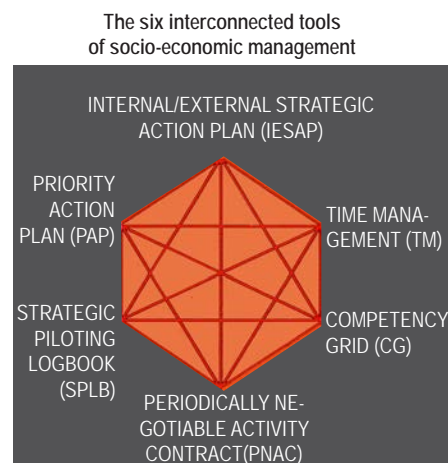 The six interconnected tools
of socio-economic management
INTERNAL/EXTERNAL STRATEGIC
ACTION PLAN (IESAP)
PRIORITY
ACTION
PLAN (PAP)
TIME MANA-
GEMENT (TM)
STRATEGIC
PILOTING
LOGBOOK
(SPLB)
COMPETENCY
GRID (CG)
PERIODICALLY NE-
GOTIABLE ACTIVITY
CONTRACT(PNAC)